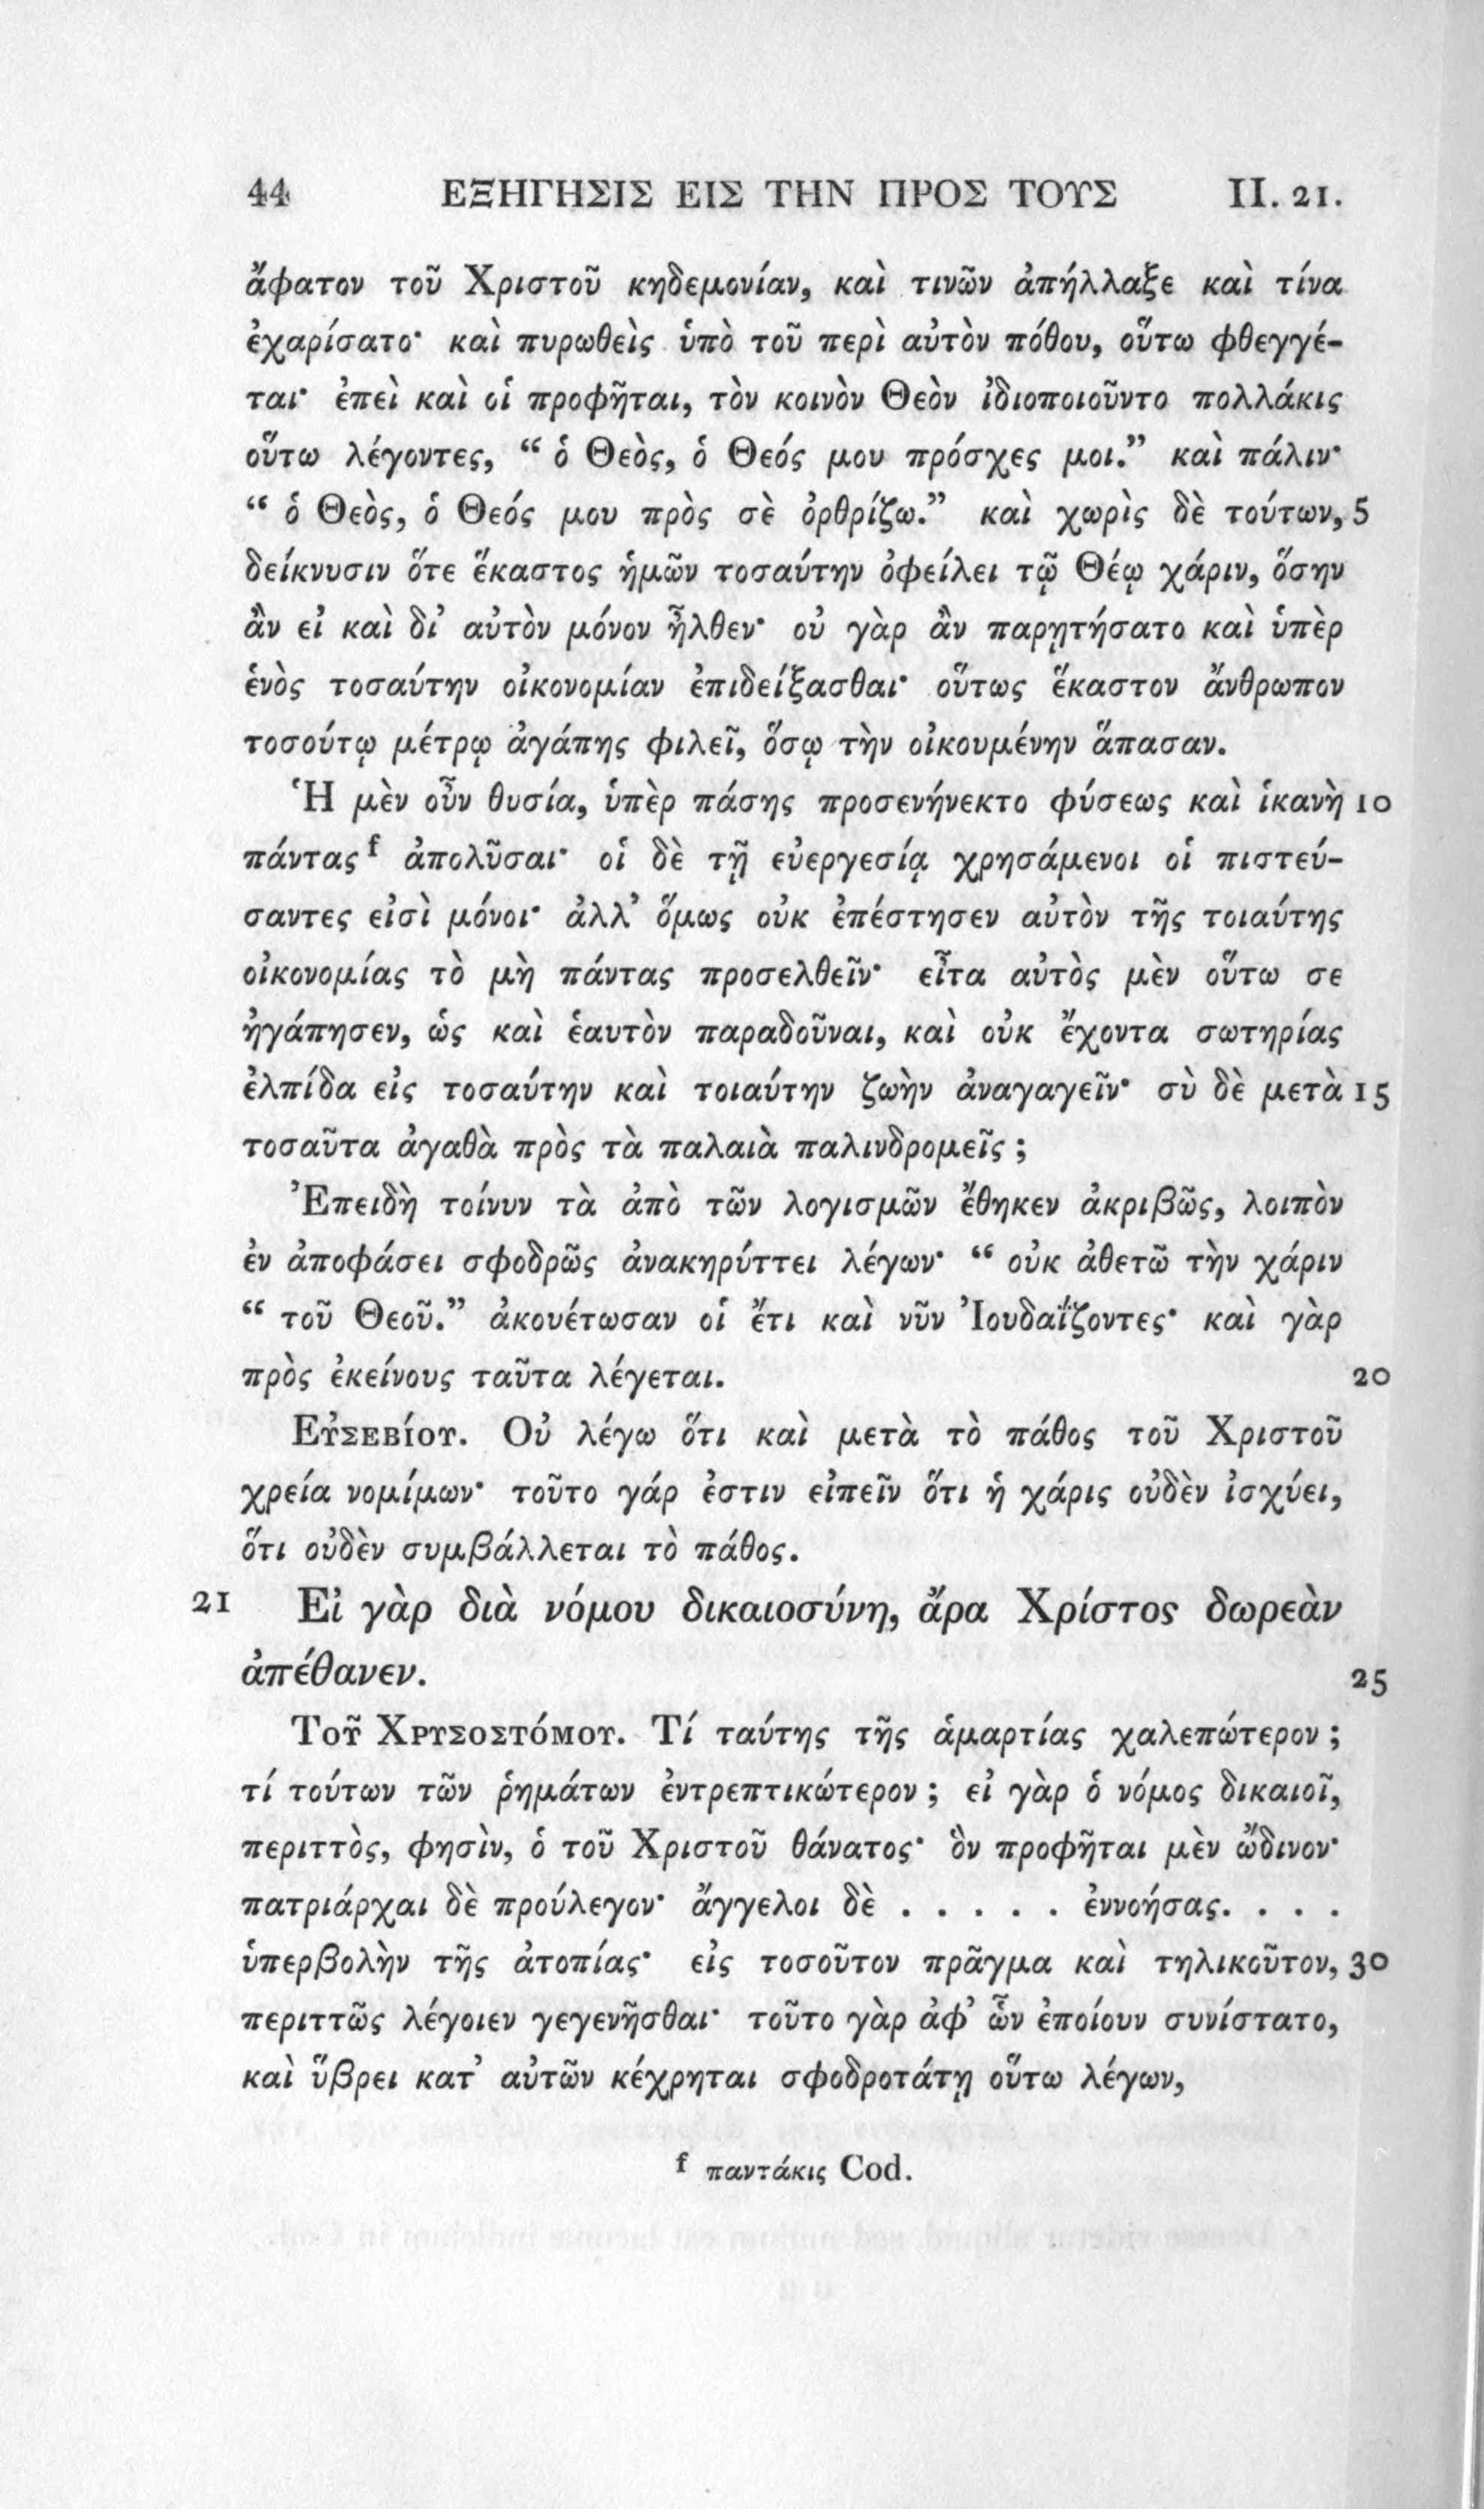 44 ΕΞΗΓΗΣΙΣ ΕΙΣ ΤΗΝ ΠΡΟΣ ΤΟΥΣ II. 21.
ἄφατον τοῦ Χριστοῦ κηδεμονίαν, καὶ τινῶν ἀπήλλαξε καὶ τίνα
ἐχαρίσατο· καὶ πυρωθεὶς ὑπὸ τοῦ περὶ αὐτὸν πόθου, οὕτω φθεγγέ-
ται· ἐπεὶ καὶ οἱ προφῆται, τὸν κοινὸν Θεὸν ἰδιοποιοῦντο πολλάκις
οὕτω λέγοντες, “ ὁ Θεὸς, ὁ Θεός μου πρόσχες μοι.” καὶ πάλιν·
“ ὁ Θεὸς, ὁ Θεός μου πρὸς σὲ ὀρθρίζω.” καὶ χωρὶς δὲ τούτων, 5
δείκνυσιν ὅτε ἕκαστος ἡμῶν τοσαύτην ὀφείλει τῷ Θέῳ χάριν, ὅσην
ἂν εἰ καὶ δι’ αὐτὸν μόνον ἦλθεν· οὐ γὰρ ἂν παρῃτήσατο καὶ ὑπὲρ
ἑνὸς τοσαύτην οἰκονομίαν ἐπιδείξασθαι· οὕτως ἕκαστον ἄνθρωπον
τοσούτῳ μέτρῳ ἀγάπης φιλεῖ, ὅσῳ τὴν οἰκουμένην ἅπασαν.
Ἡ μὲν οὖν θυσία, ὑπὲρ πάσης προσενήνεκτο φύσεως καὶ ἱκανὴ 10
πάντας f ἀπολῦσαι· οἱ δὲ τῇ εὐεργεσίᾳ χρησάμενοι οἱ πιστεύ-
σαντες εἰσὶ μόνοι· ἀλλ’ ὅμως οὐκ ἐπέστησεν αὐτὸν τῆς τοιαύτης
οἰκονομίας τὸ μὴ πάντας προσελθεῖν· εἶτα αὐτὸς μὲν οὕτω σε
ἠγάπησεν, ὡς καὶ ἑαυτὸν παραδοῦναι, καὶ οὐκ ἔχοντα σωτηρίας
ἐλπίδα εἰς τοσαύτην καὶ τοιαύτην ζωὴν ἀναγαγεῖν· σὺ δὲ μετὰ 15
τοσαῦτα ἀγαθὰ πρὸς τὰ παλαιὰ παλινδρομεῖς ;
Ἐπειδὴ τοίνυν τὰ ἀπὸ τῶν λογισμῶν ἔθηκεν ἀκριβῶς, λοιπὸν
ἐν ἀποφάσει σφοδρῶς ἀνακηρύττει λέγων· “ οὐκ ἀθετῶ τὴν χάριν
“ τοῦ Θεοῦ.” ἀκουέτωσαν οἱ ἔτι καὶ νῦν Ἰουδαΐζοντες· καὶ γὰρ
πρὸς ἐκείνους ταῦτα λέγεται. 20
Εὐσεβίου. Οὐ λέγω ὅτι καὶ μετὰ τὸ πάθος τοῦ Χριστοῦ
χρεία νομίμων· τοῦτο γάρ ἐστιν εἰπεῖν ὅτι ἡ χάρις οὐδὲν ἰσχύει,
ὅτι οὐδὲν συμβάλλεται τὸ πάθος.
21 Εἰ γὰρ διὰ νόμου δικαιοσύνη, ἄρα Χρίστος δωρεὰν
ἀπέθανεν. 25
Τοῦ Χρυσοστόμου. Τί ταύτης τῆς ἁμαρτίας χαλεπώτερον ;
τί τούτων τῶν ῥημάτων ἐντρεπτικώτερον ; εἰ γὰρ ὁ νόμος δικαιοῖ,
περιττὸς, φησὶν, ὁ τοῦ Χριστοῦ θάνατος· ὃν προφῆται μὲν ὤδινον·
πατριάρχαι δὲ προύλεγον· ἄγγελοι δὲ . . . . . ἐννοήσας. . . .
ὑπερβολὴν τῆς ἀτοπίας· εἰς τοσοῦτον πρᾶγμα καὶ τηλικοῦτον, 30
περιττῶς λέγοιεν γεγενῆσθαι· τοῦτο γὰρ ἀφ’ ὧν ἐποίουν συνίστατο,
καὶ ὕβρει κατ’ αὐτῶν κέχρηται σφοδροτάτῃ οὕτω λέγων,
f παντάκις Cod.